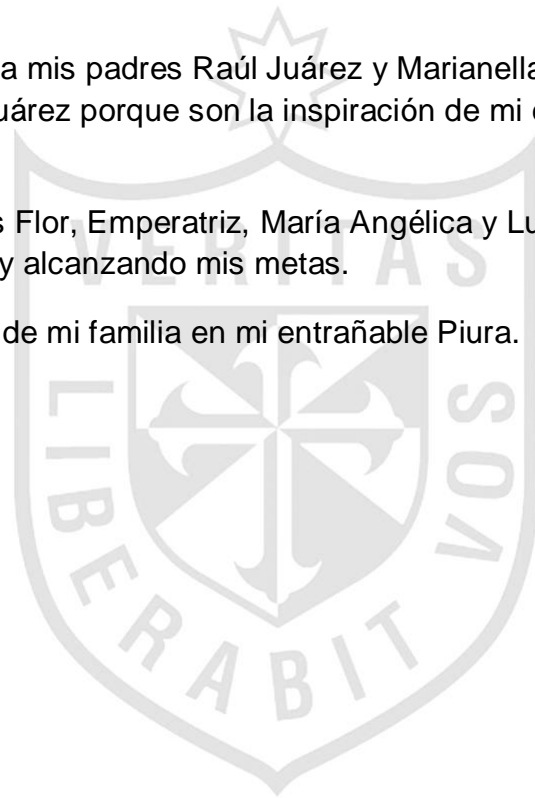 a mis padres Raúl Juárez y Marianella
uárez porque son la inspiración de mi
s Flor, Emperatriz, María Angélica y Lu
y alcanzando mis metas.
de mi familia en mi entrañable Piura.
VERITAS
LIBERABIT
VOS